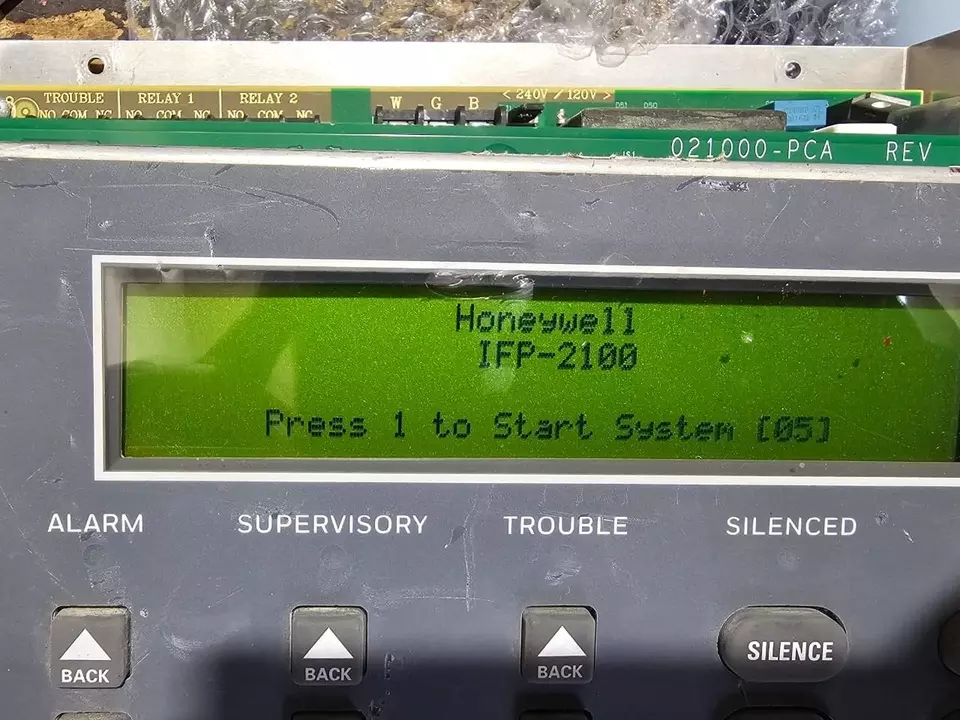 TROUBLE RELAY 1 RELAY 2
NO COM NC NO COM NC NO COM NC
W G B <240V / 120V>
021000-PCA REV
Honeywell
IFP-2100
Press 1 to Start System [05]
ALARM SUPERVISORY TROUBLE SILENCED
BACK BACK BACK SILENCE